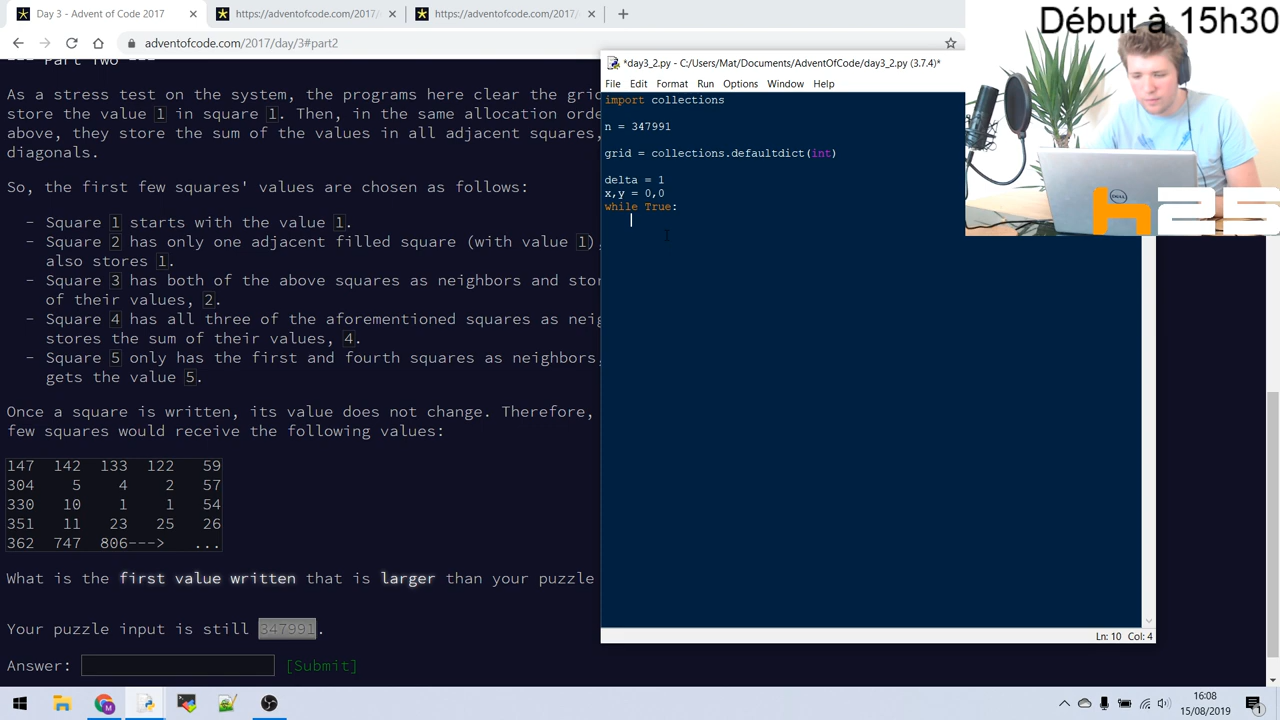 Day 3 - Advent of Code 2017
https://adventofcode.com/2017/
https://adventofcode.com/2017/
adventofcode.com/2017/day/3#part2
Début à 15h30
--- Part Two ---
As a stress test on the system, the programs here clear the grid
store the value 1 in square 1. Then, in the same allocation orde
above, they store the sum of the values in all adjacent squares,
diagonals.
So, the first few squares' values are chosen as follows:
- Square 1 starts with the value 1.
- Square 2 has only one adjacent filled square (with value 1),
also stores 1.
- Square 3 has both of the above squares as neighbors and stor
of their values, 2.
- Square 4 has all three of the aforementioned squares as neig
stores the sum of their values, 4.
- Square 5 only has the first and fourth squares as neighbors,
gets the value 5.
Once a square is written, its value does not change. Therefore,
few squares would receive the following values:
147 142 133 122 59
304 5 4 2 57
330 10 1 1 54
351 11 23 25 26
362 747 806---> ...
What is the first value written that is larger than your puzzle
Your puzzle input is still 347991.
Answer: [Submit]
*day3_2.py - C:/Users/Mat/Documents/AdventOfCode/day3_2.py (3.7.4)*
File Edit Format Run Options Window Help
import collections
n = 347991
grid = collections.defaultdict(int)
delta = 1
x,y = 0,0
while True:
Ln: 10 Col: 4
DELL
h25
16:08
15/08/2019
1